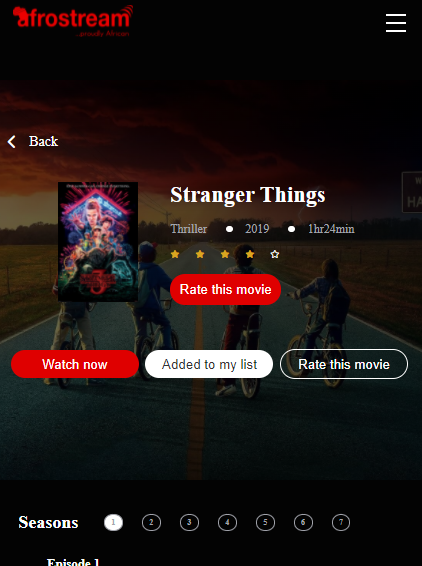 afrostream
...proudly African
Back
Stranger Things
Thriller 2019 1hr24min
Rate this movie
Watch now Added to my list Rate this movie
Seasons 1 2 3 4 5 6 7
Episode 1